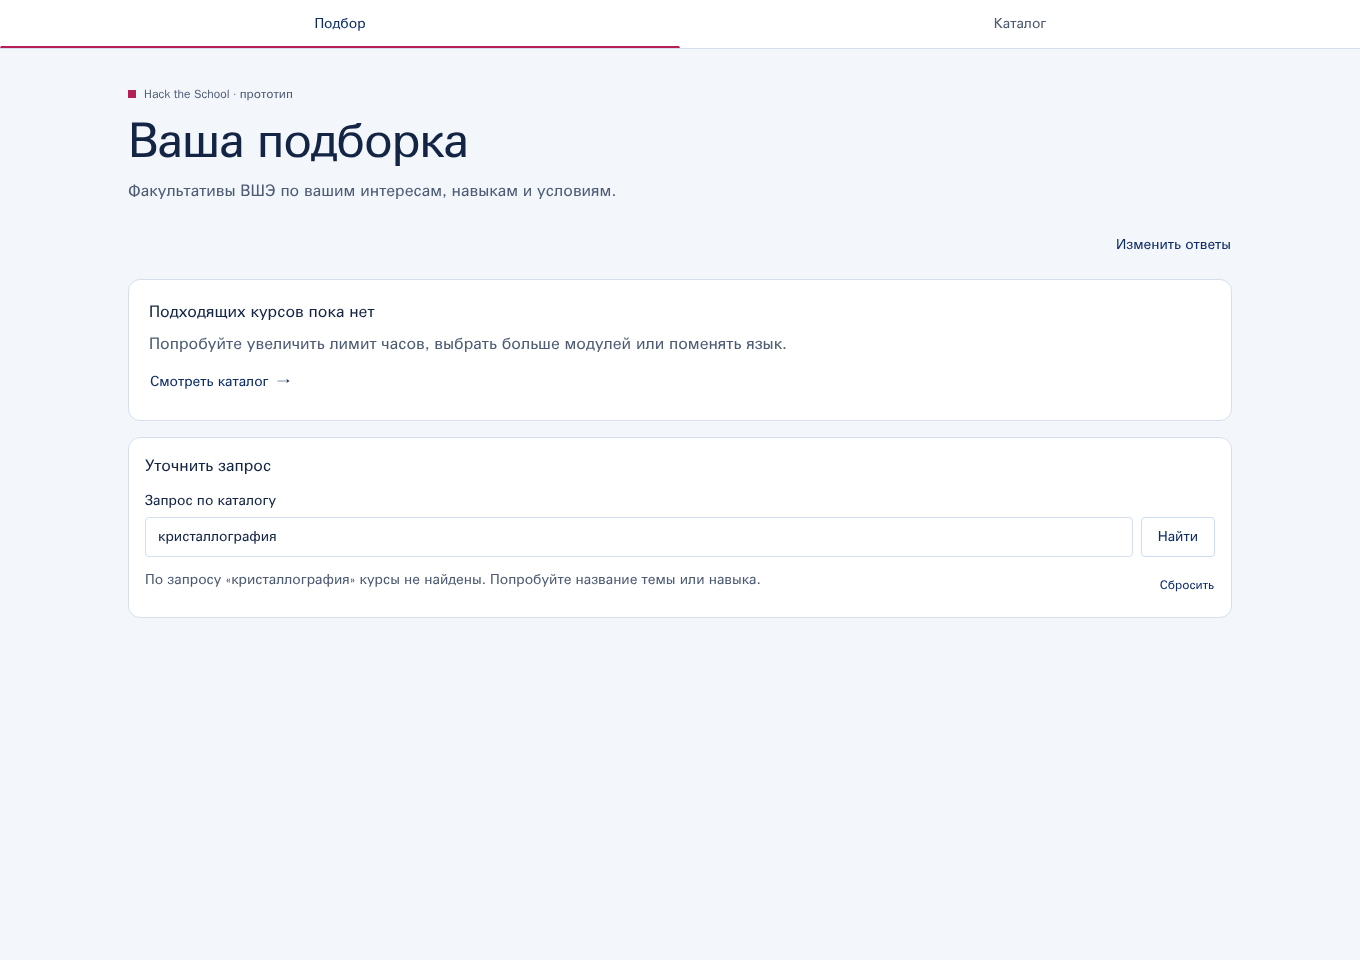 Подбор
Каталог
Hack the School · прототип
Ваша подборка
Факультативы ВШЭ по вашим интересам, навыкам и условиям.
Изменить ответы
Подходящих курсов пока нет
Попробуйте увеличить лимит часов, выбрать больше модулей или поменять язык.
Смотреть каталог →
Уточнить запрос
Запрос по каталогу
кристаллография
Найти
По запросу «кристаллография» курсы не найдены. Попробуйте название темы или навыка.
Сбросить